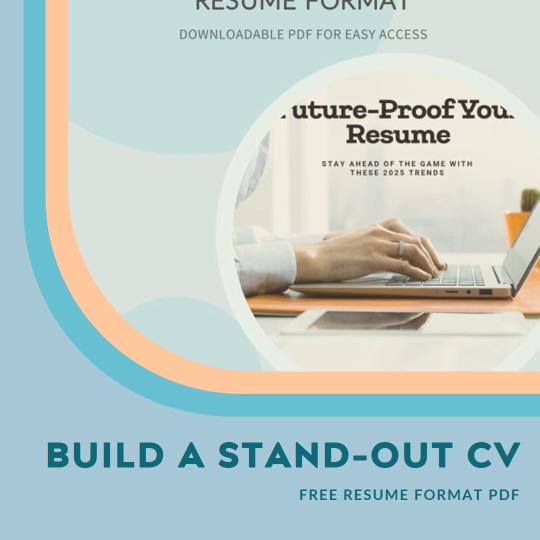 RESUME FORMAT
DOWNLOADABLE PDF FOR EASY ACCESS
uture-Proof You
Resume
STAY AHEAD OF THE GAME WITH
THESE 2025 TRENDS
BUILD A STAND-OUT CV
FREE RESUME FORMAT PDF